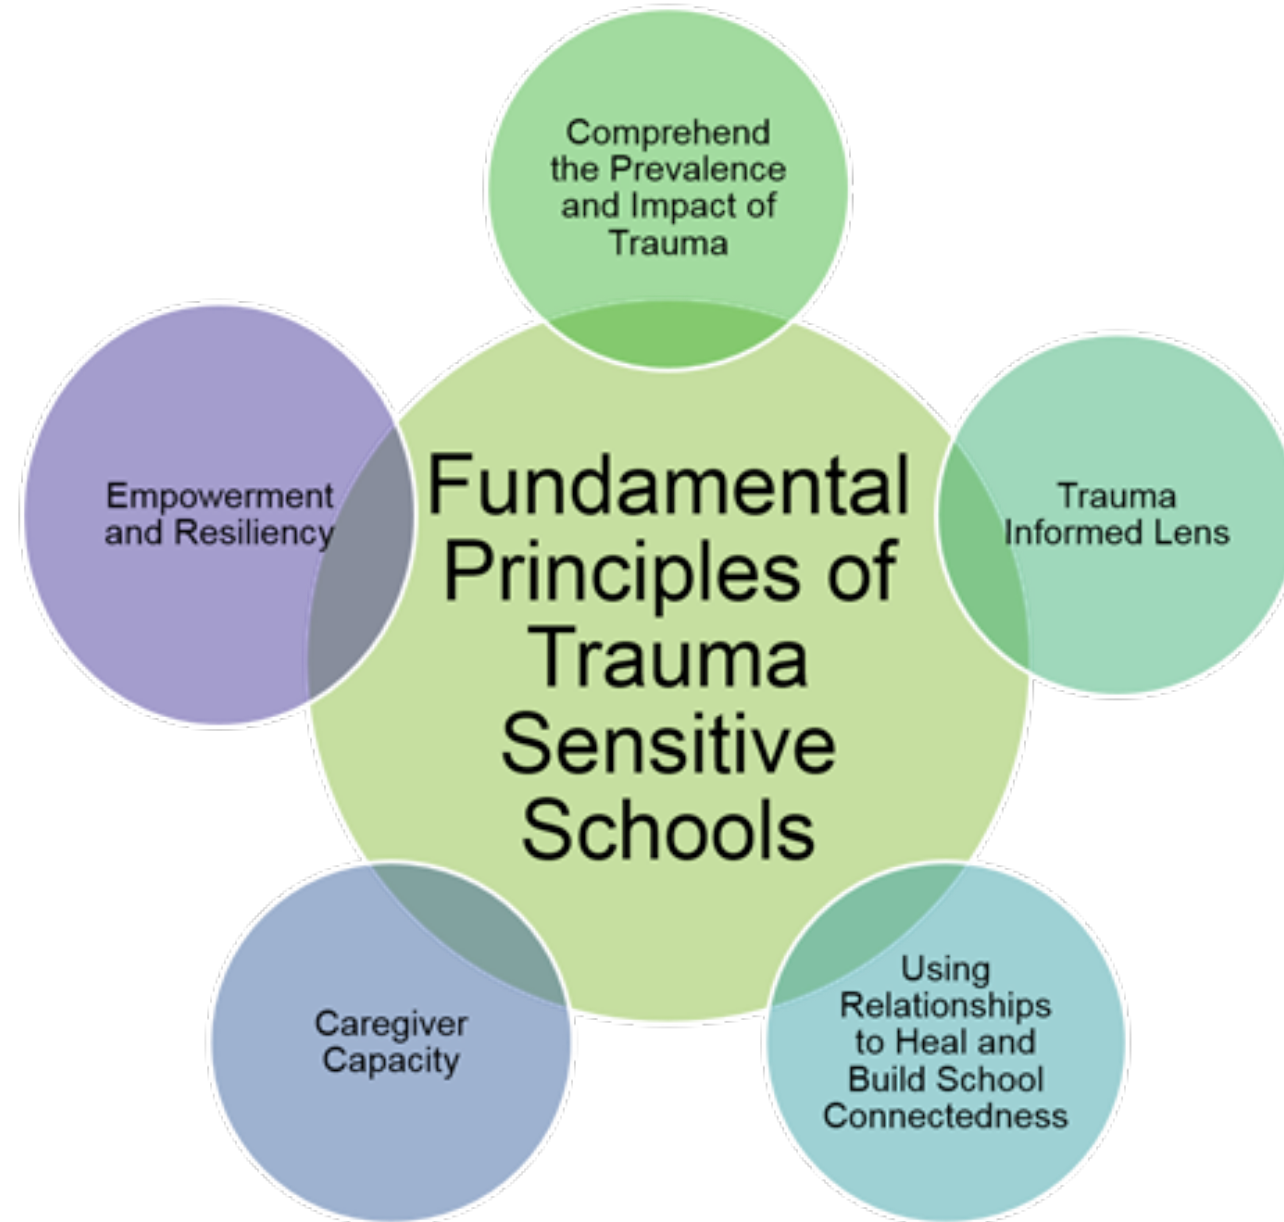 Comprehend
the Prevalence
and Impact of
Trauma
Fundamental
Principles of
Trauma
Sensitive
Schools
Trauma
Informed Lens
Using
Relationships
to Heal and
Build School
Connectedness
Caregiver
Capacity
Empowerment
and Resiliency